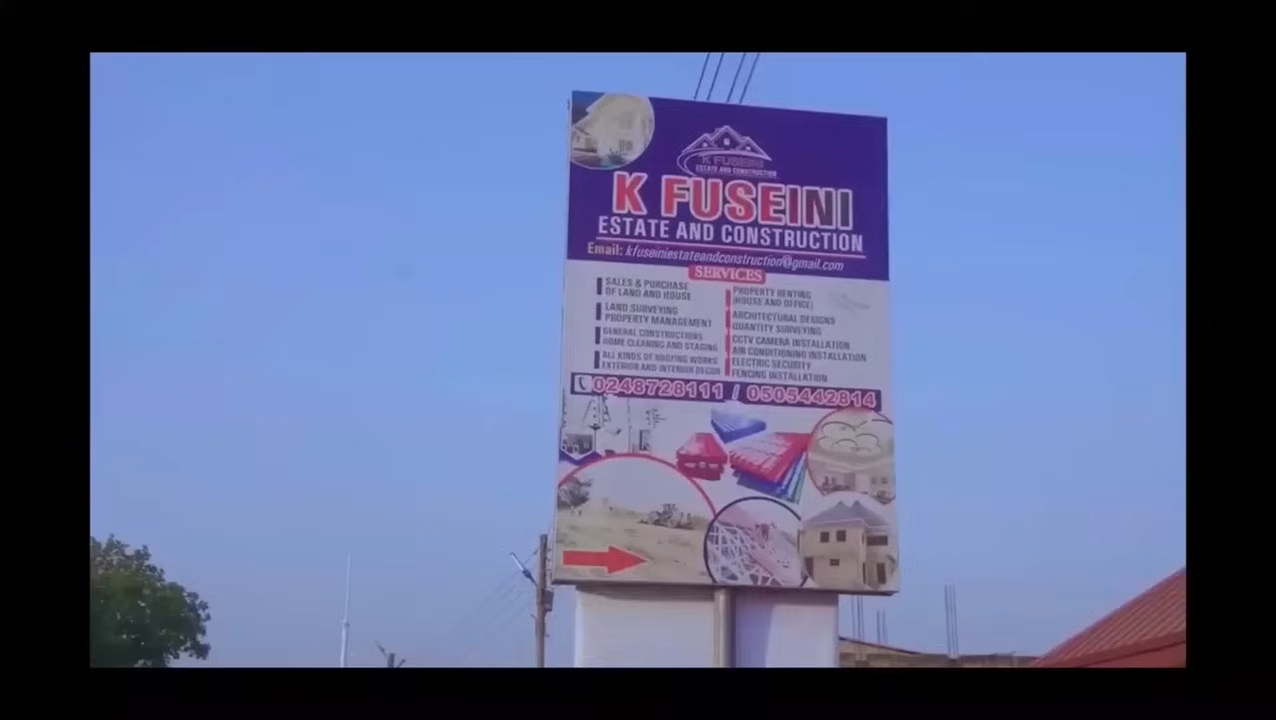 K FUSEINI
ESTATE AND CONSTRUCTION
K FUSEINI
ESTATE AND CONSTRUCTION
Email: kfuseiniestateandconstruction@gmail.com
SERVICES
SALES & PURCHASE
OF LAND AND HOUSE
LAND SURVEYING
PROPERTY MANAGEMENT
GENERAL CONSTRUCTIONS
HOME CLEANING AND STAGING
ALL KINDS OF ROOFING WORKS
EXTERIOR AND INTERIOR DECOR
PROPERTY RENTING
(HOUSE AND OFFICE)
ARCHITECTURAL DESIGNS
QUANTITY SURVEYING
CCTV CAMERA INSTALLATION
AIR CONDITIONING INSTALLATION
ELECTRIC SECURITY
FENCING INSTALLATION
0248728111 / 0505442814